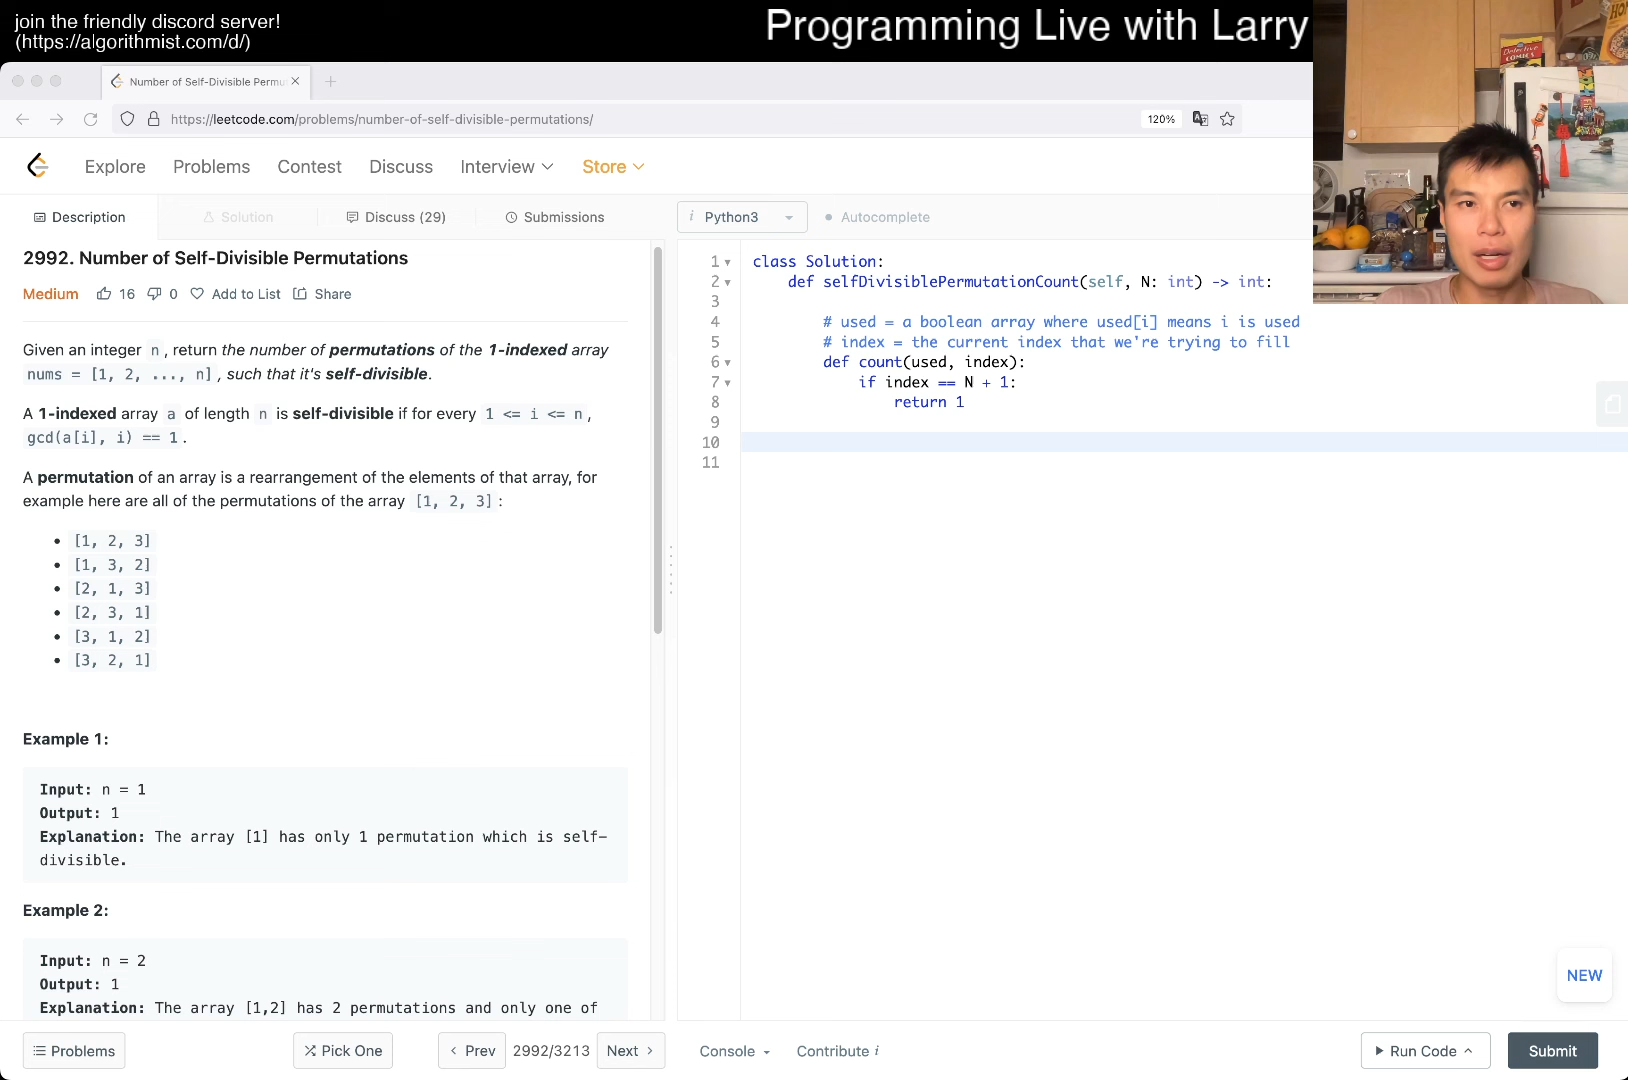 join the friendly discord server!
(https://algorithmist.com/d/)
Programming Live with Larry
Number of Self-Divisible Permu
https://leetcode.com/problems/number-of-self-divisible-permutations/
120%
Explore
Problems
Contest
Discuss
Interview
Store
Description
Solution
Discuss (29)
Submissions
i Python3
Autocomplete
2992. Number of Self-Divisible Permutations
Medium
16
0
Add to List
Share
Given an integer n, return the number of permutations of the 1-indexed array
nums = [1, 2, ..., n], such that it's self-divisible.
A 1-indexed array a of length n is self-divisible if for every 1 <= i <= n,
gcd(a[i], i) == 1.
A permutation of an array is a rearrangement of the elements of that array, for
example here are all of the permutations of the array [1, 2, 3]:
• [1, 2, 3]
• [1, 3, 2]
• [2, 1, 3]
• [2, 3, 1]
• [3, 1, 2]
• [3, 2, 1]
Example 1:
Input: n = 1
Output: 1
Explanation: The array [1] has only 1 permutation which is self-
divisible.
Example 2:
Input: n = 2
Output: 1
Explanation: The array [1,2] has 2 permutations and only one of
1 class Solution:
2 def selfDivisiblePermutationCount(self, N: int) -> int:
3
4 # used = a boolean array where used[i] means i is used
5 # index = the current index that we're trying to fill
6 def count(used, index):
7 if index == N + 1:
8 return 1
9
10
11
NEW
Problems
Pick One
Prev
2992/3213
Next
Console
Contribute i
Run Code
Submit